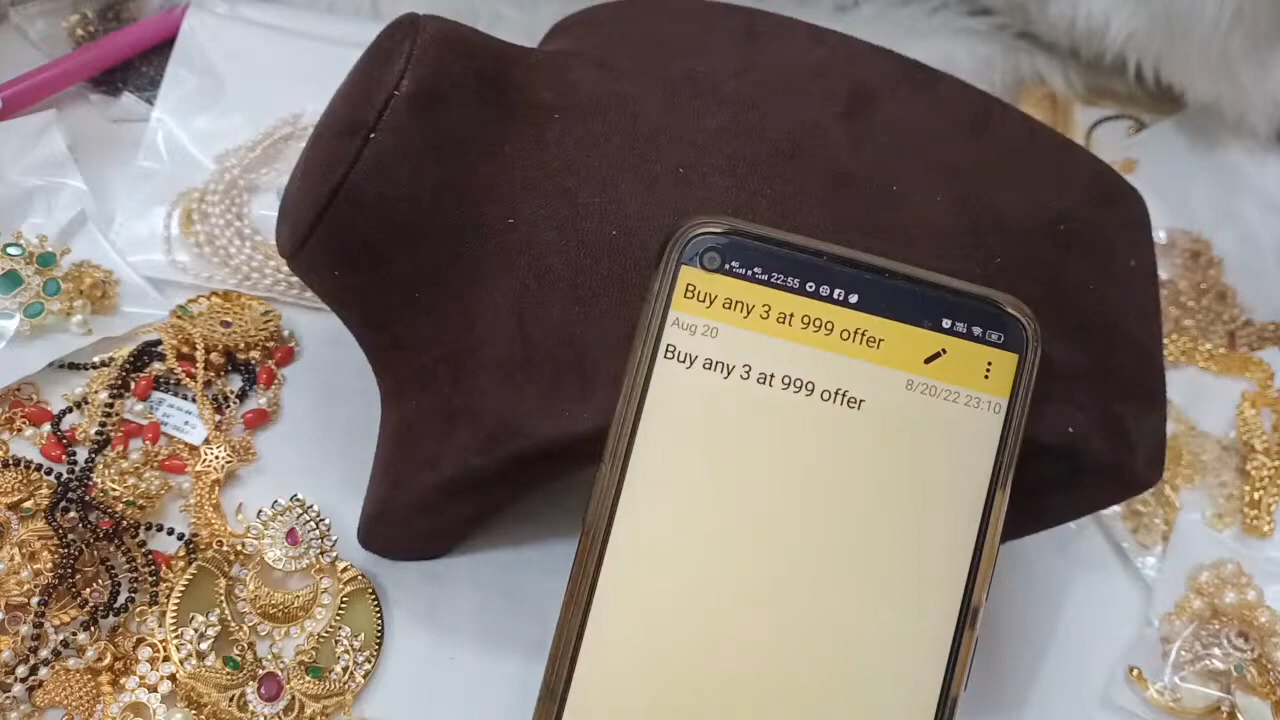 22:55
Buy any 3 at 999 offer
Aug 20
8/20/22 23:10
Buy any 3 at 999 offer